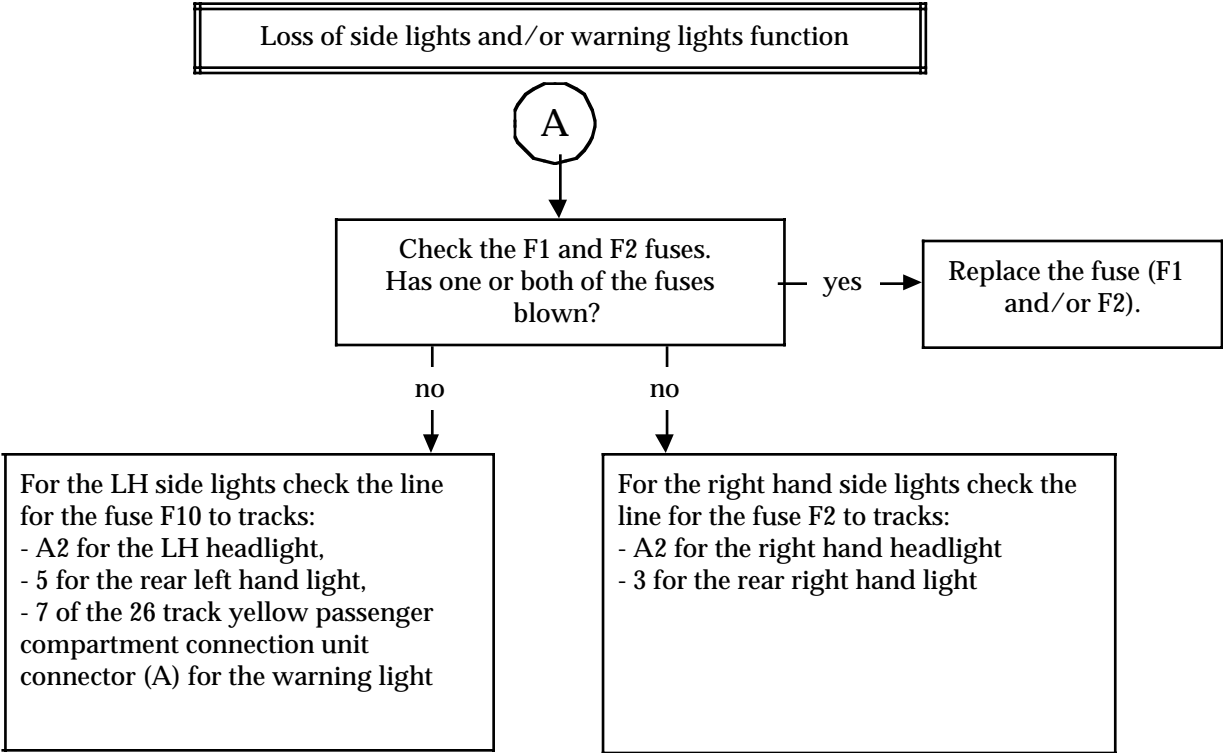 Loss of side lights and/or warning lights function
A
Check the F1 and F2 fuses.
Has one or both of the fuses
blown?
yes
Replace the fuse (F1
and/or F2).
no
no
For the LH side lights check the line
for the fuse F10 to tracks:
- A2 for the LH headlight,
- 5 for the rear left hand light,
- 7 of the 26 track yellow passenger
compartment connection unit
connector (A) for the warning light
For the right hand side lights check the
line for the fuse F2 to tracks:
- A2 for the right hand headlight
- 3 for the rear right hand light